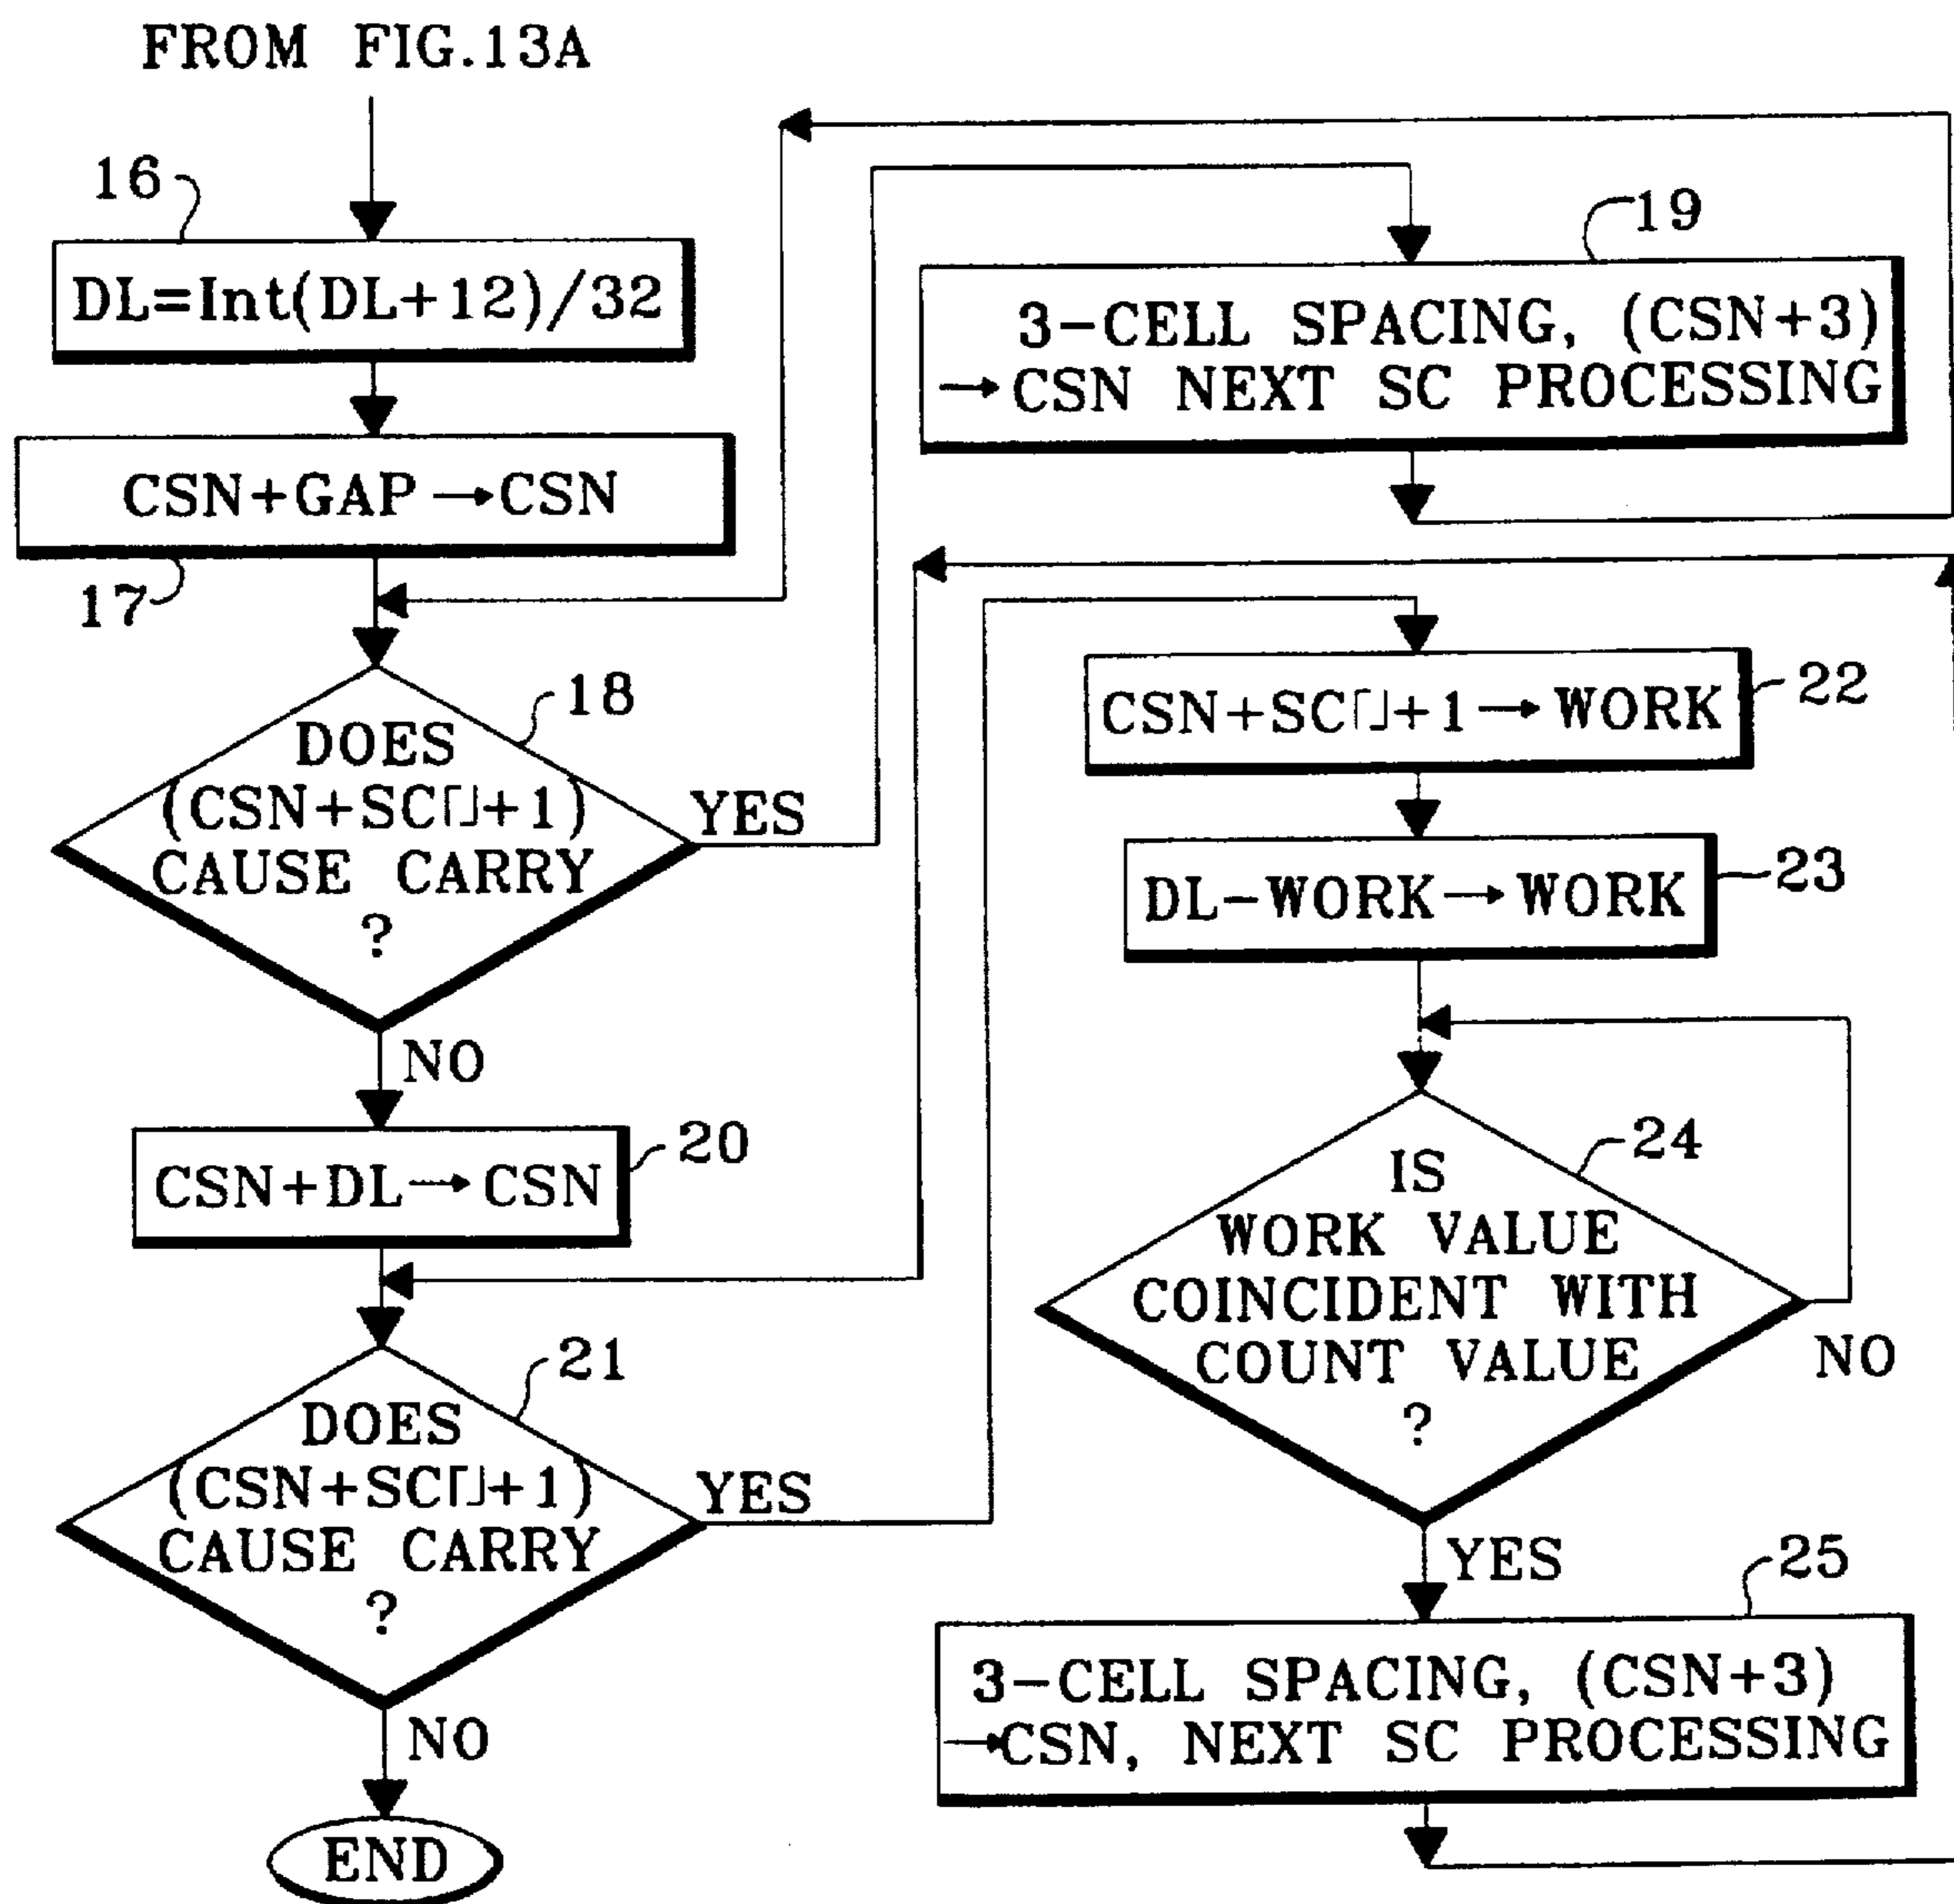 FROM FIG.13A
16
DL=Int(DL+12)/32
CSN+GAP→CSN
17
18
DOES
(CSN+SC[]+1)
CAUSE CARRY
?
YES
NO
19
3-CELL SPACING, (CSN+3)
→CSN NEXT SC PROCESSING
20
CSN+DL→CSN
21
DOES
(CSN+SC[]+1)
CAUSE CARRY
?
YES
NO
END
22
CSN+SC[]+1→WORK
23
DL-WORK→WORK
24
IS
WORK VALUE
COINCIDENT WITH
COUNT VALUE
?
NO
YES
25
3-CELL SPACING, (CSN+3)
→CSN, NEXT SC PROCESSING